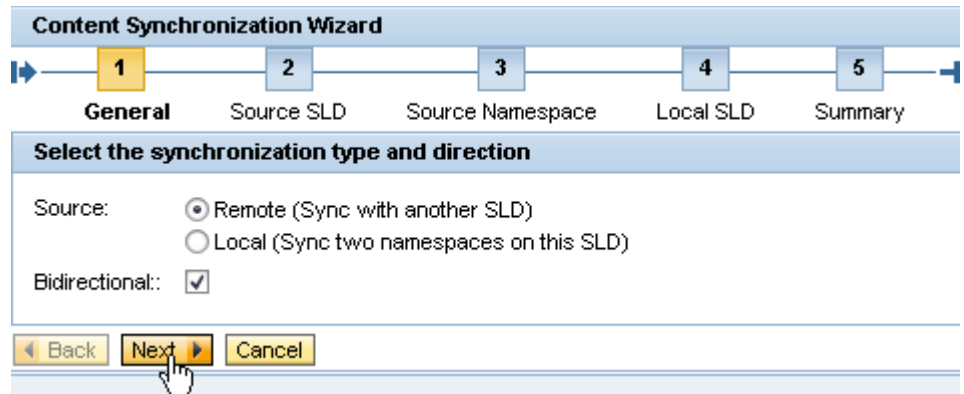 Content Synchronization Wizard
1 2 3 4 5
General Source SLD Source Namespace Local SLD Summary
Select the synchronization type and direction
Source: Remote (Sync with another SLD)
Local (Sync two namespaces on this SLD)
Bidirectional::
Back Next Cancel